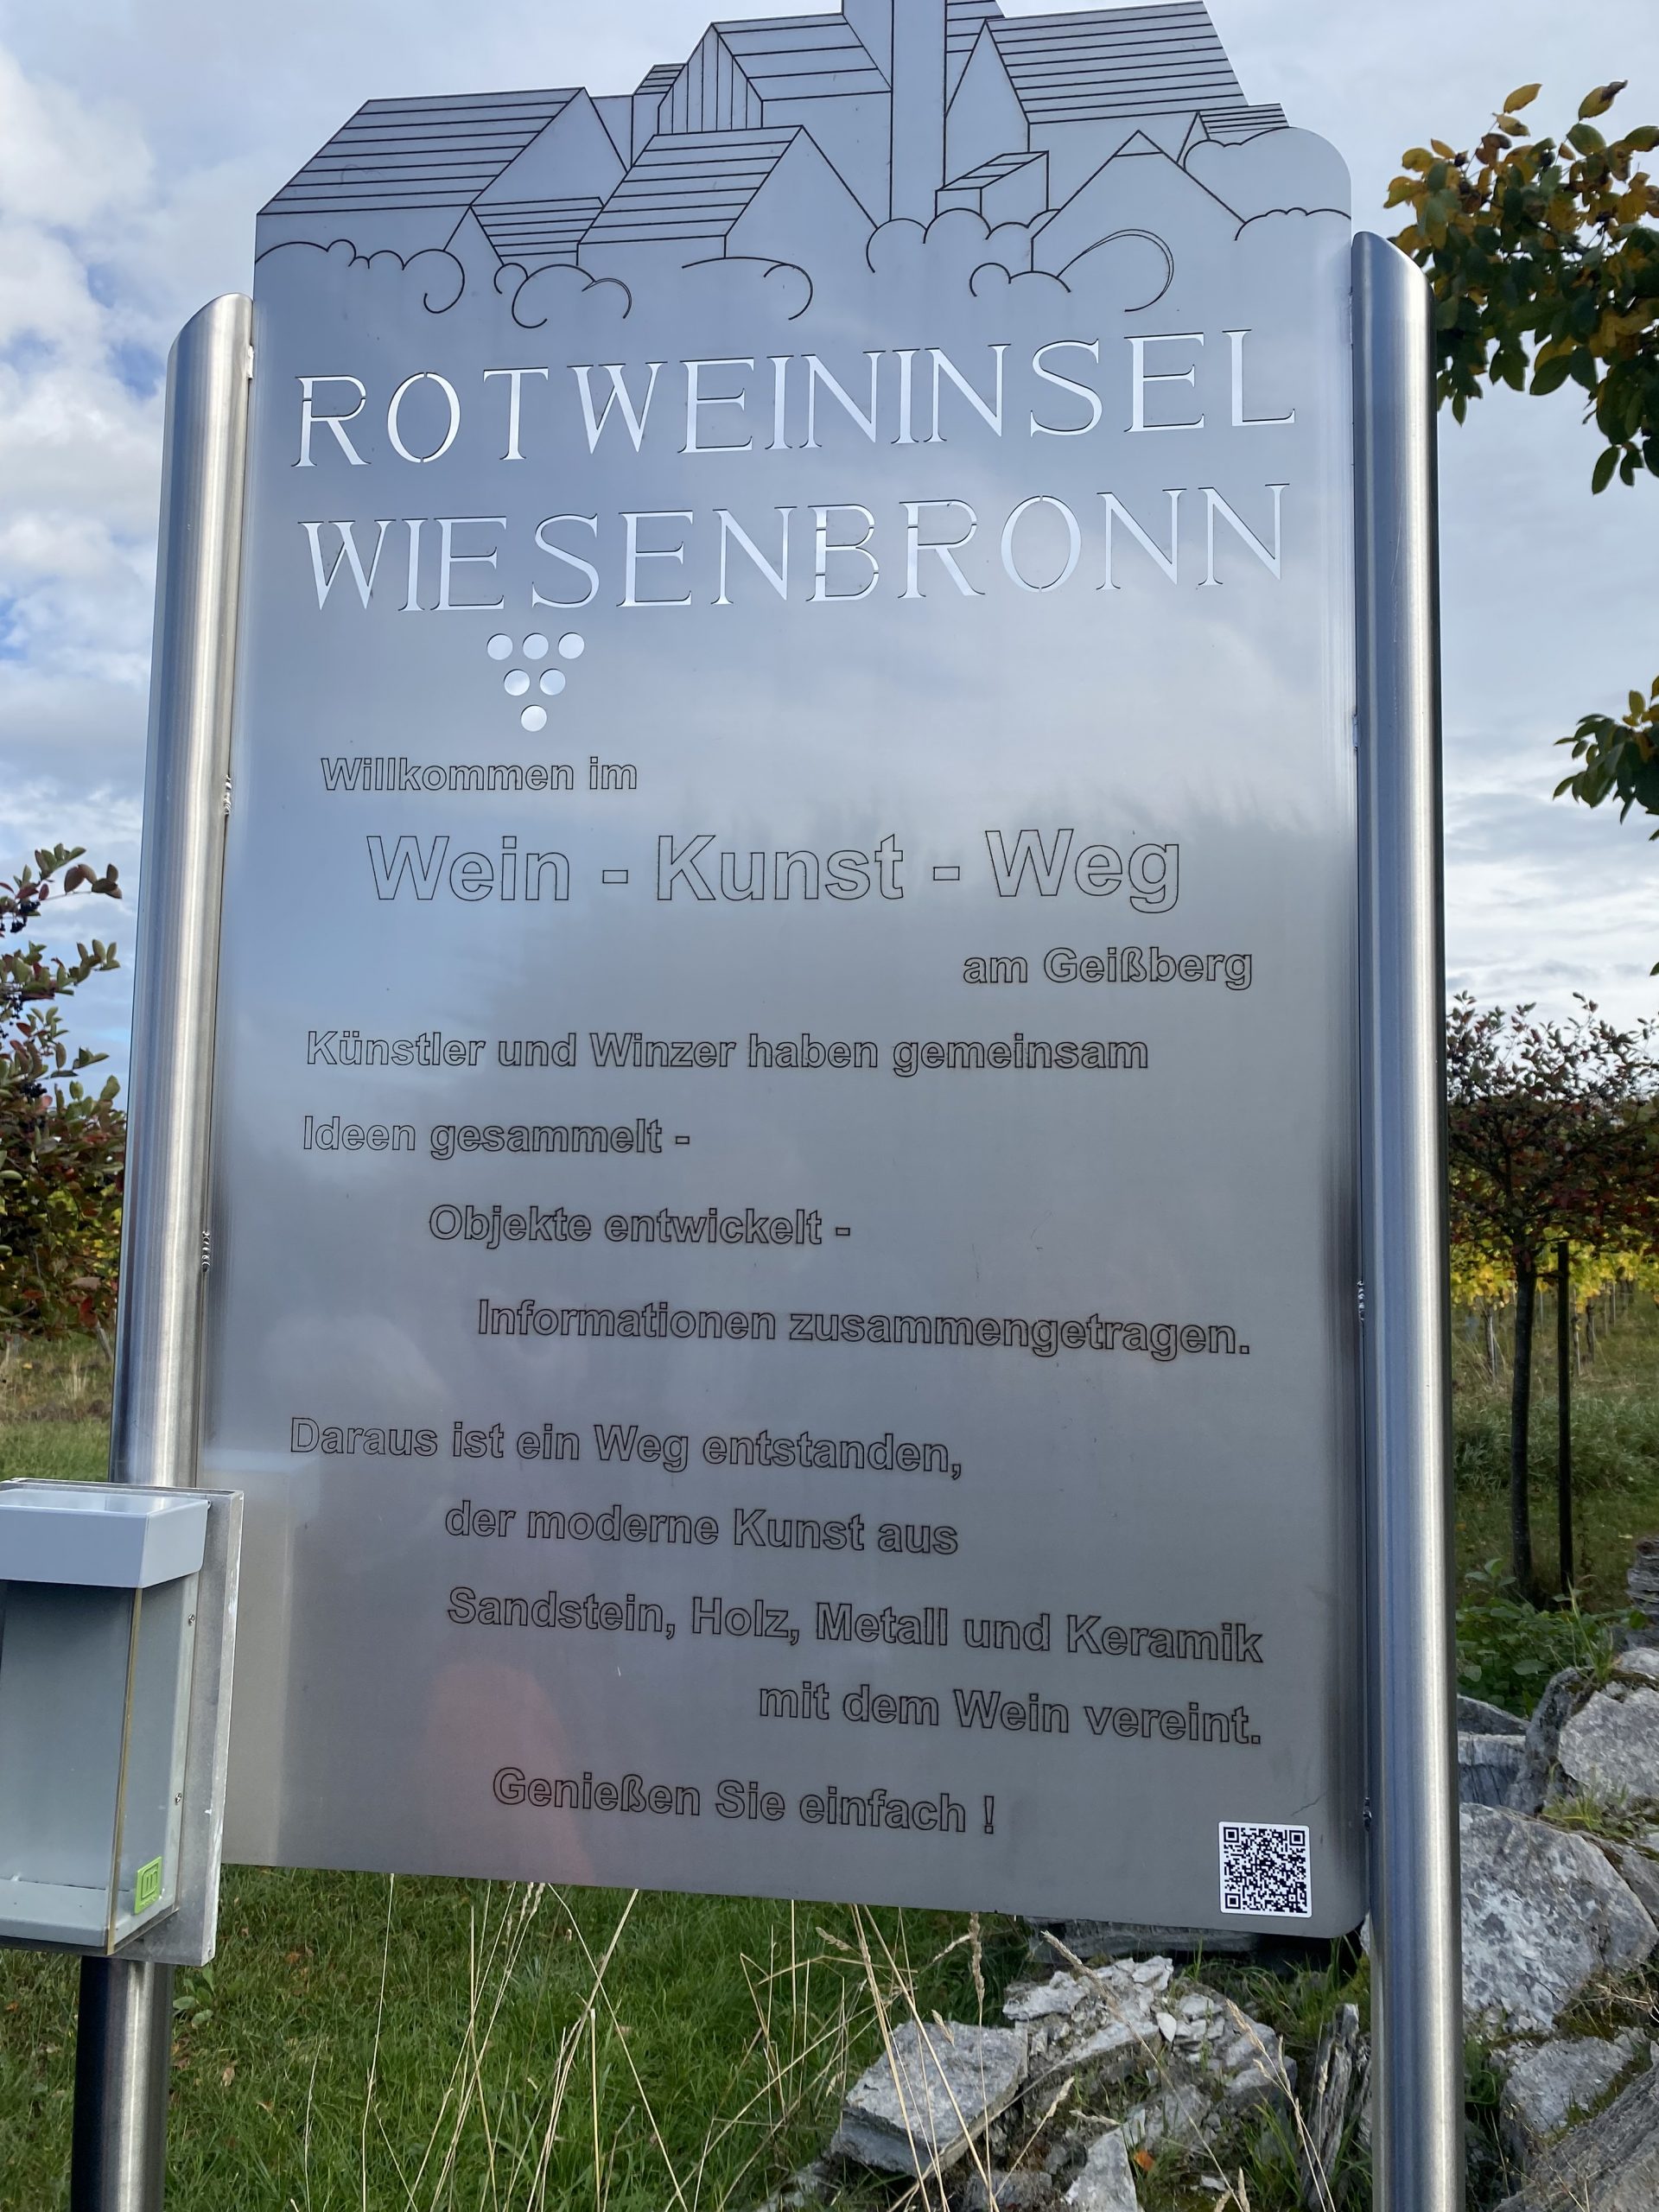 ROTWEININSEL
WIESENBRONN
Willkommen im
Wein - Kunst - Weg
am Geißberg
Künstler und Winzer haben gemeinsam
Ideen gesammelt -
Objekte entwickelt -
Informationen zusammengetragen.
Daraus ist ein Weg entstanden,
der moderne Kunst aus
Sandstein, Holz, Metall und Keramik
mit dem Wein vereint.
Genießen Sie einfach !